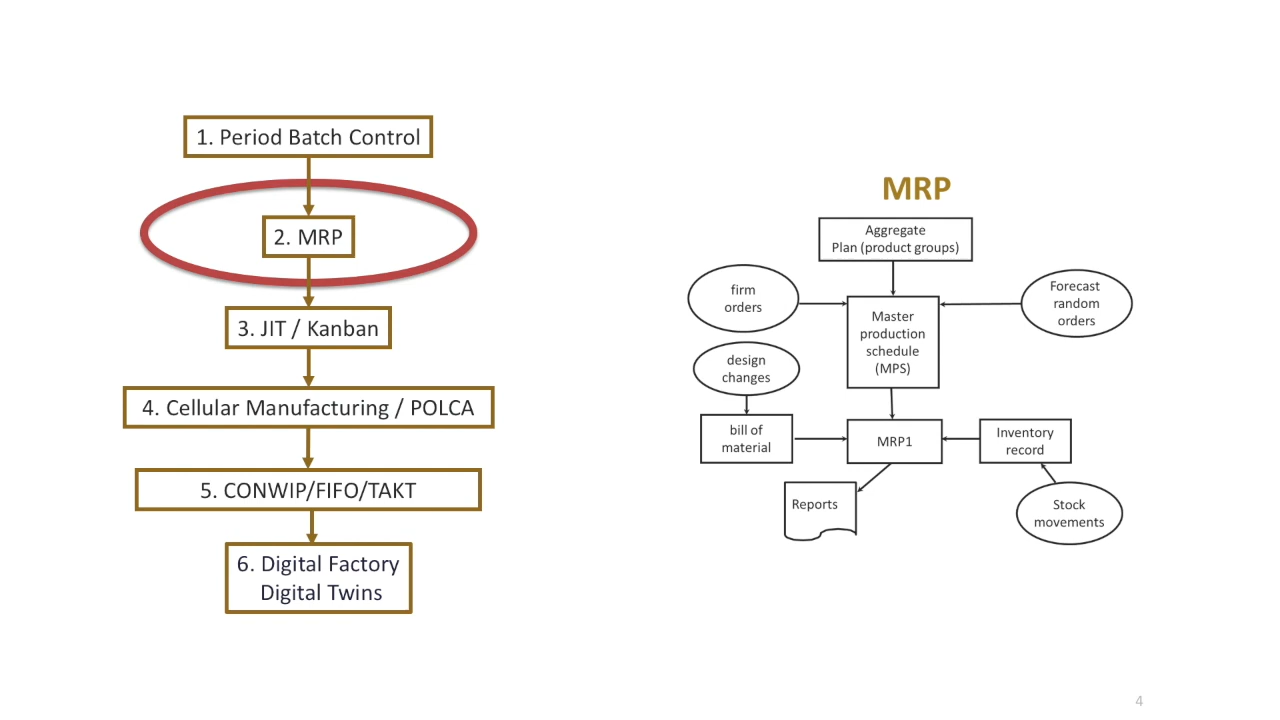 1. Period Batch Control
2. MRP
3. JIT / Kanban
4. Cellular Manufacturing / POLCA
5. CONWIP/FIFO/TAKT
6. Digital Factory
Digital Twins
MRP
Aggregate
Plan (product groups)
firm
orders
Forecast
random
orders
Master
production
schedule
(MPS)
design
changes
bill of
material
MRP1
Inventory
record
Reports
Stock
movements
4